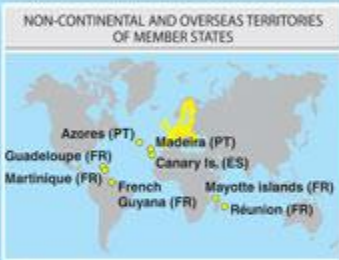 NON-CONTINENTAL AND OVERSEAS TERRITORIES
OF MEMBER STATES
Azores (PT)
Madeira (PT)
Canary Is. (ES)
Guadeloupe (FR)
Martinique (FR)
French
Guyana (FR)
Mayotte islands (FR)
Réunion (FR)